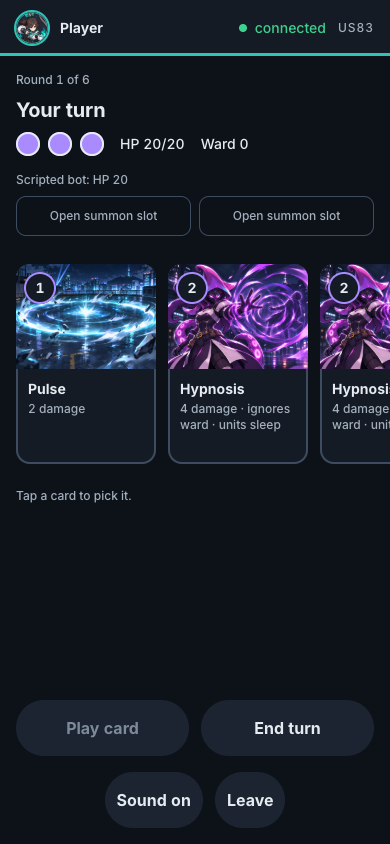 Player
connected US83
Round 1 of 6
Your turn
HP 20/20 Ward 0
Scripted bot: HP 20
Open summon slot
Open summon slot
1
Pulse
2 damage
2
Hypnosis
4 damage · ignores
ward · units sleep
2
Hypnosis
4 damage
ward · unit
Tap a card to pick it.
Play card
End turn
Sound on
Leave